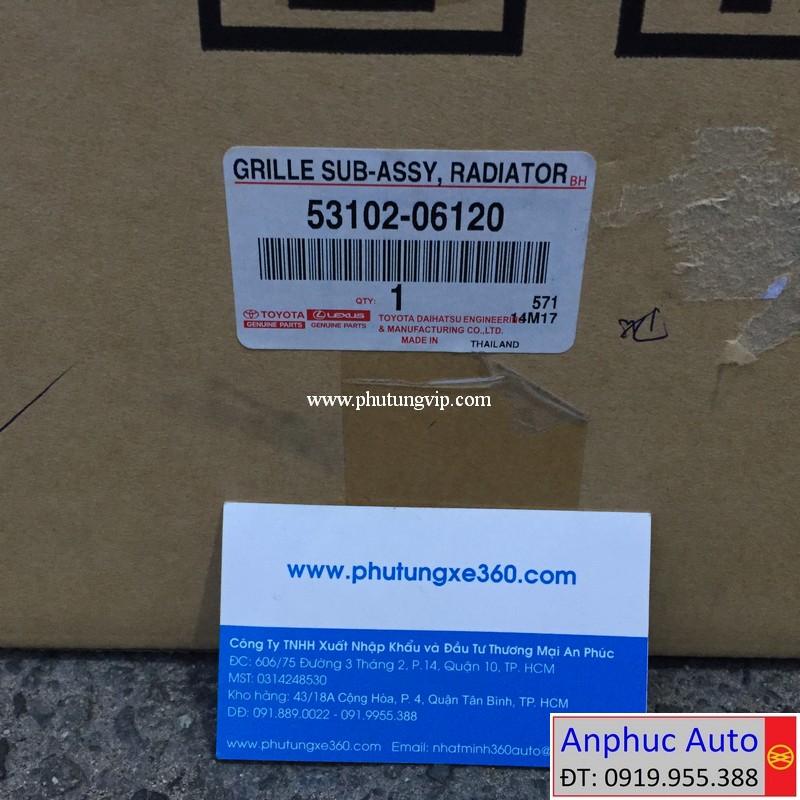 GRILLE SUB-ASSY, RADIATOR BH
53102-06120
QTY: 1
571
14M17
TOYOTA
GENUINE PARTS
LEXUS
GENUINE PARTS
TOYOTA DAIHATSU ENGINEERING
& MANUFACTURING CO.,LTD.
MADE IN THAILAND
www.phutungvip.com
www.phutungxe360.com
Công Ty TNHH Xuất Nhập Khẩu và Đầu Tư Thương Mại An Phúc
ĐC: 606/75 Đường 3 Tháng 2, P.14, Quận 10, TP. HCM
MST: 0314248530
Kho hàng: 43/18A Cộng Hòa, P. 4, Quận Tân Bình, TP. HCM
DĐ: 091.889.0022 - 091.9955.388
www.phutungxe360.com Email: nhatminh360auto@
Anphuc Auto
ĐT: 0919.955.388